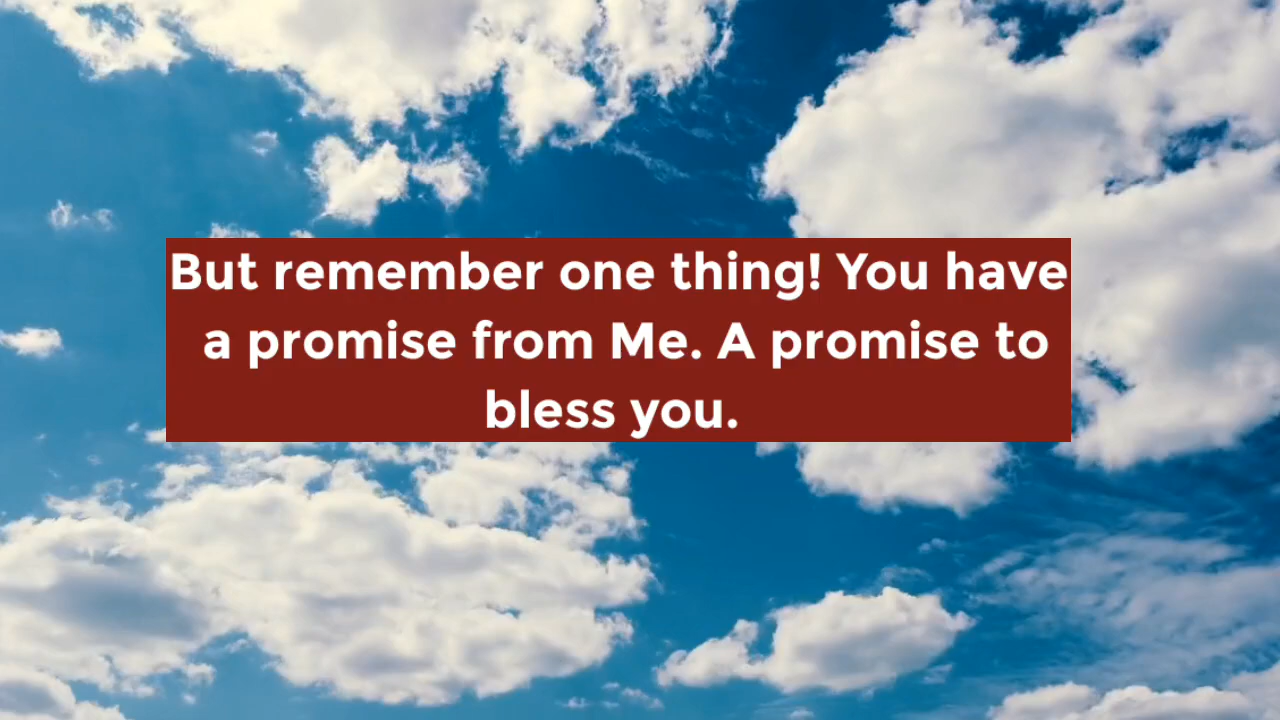 But remember one thing! You have
a promise from Me. A promise to
bless you.